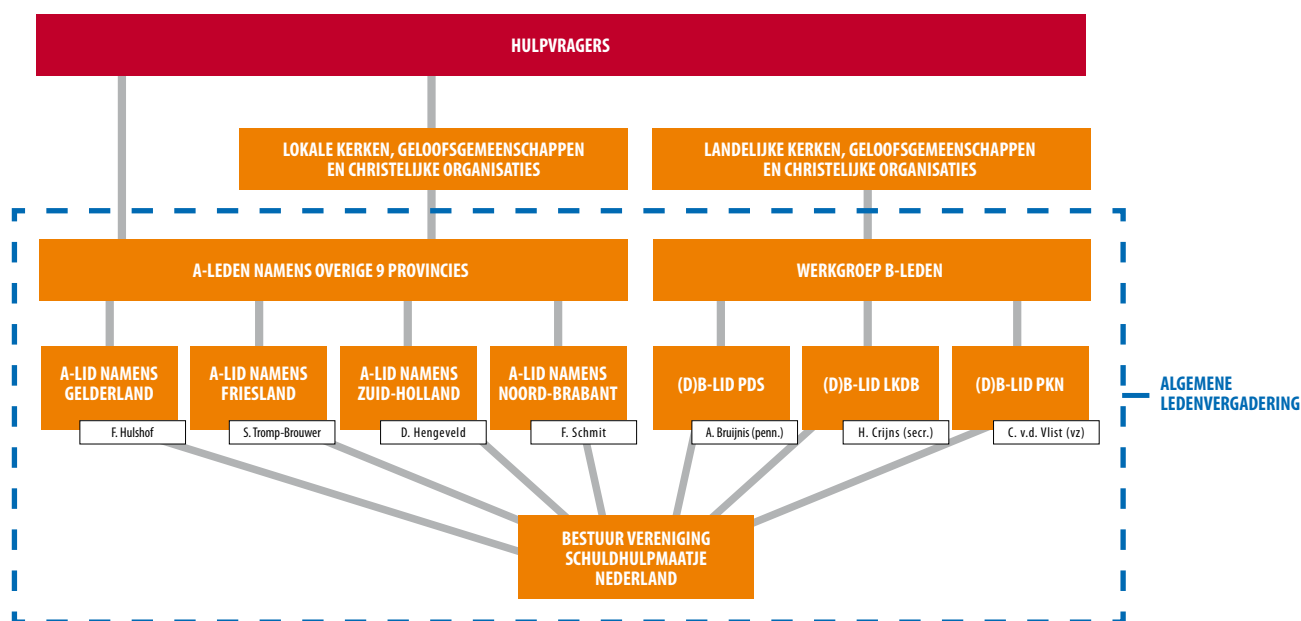 HULPVRAGERS
LOKALE KERKEN, GELOOFSGEMEENSCHAPPEN
EN CHRISTELIJKE ORGANISATIES
LANDELIJKE KERKEN, GELOOFSGEMEENSCHAPPEN
EN CHRISTELIJKE ORGANISATIES
A-LEDEN NAMENS OVERIGE 9 PROVINCIES
WERKGROEP B-LEDEN
A-LID NAMENS
GELDERLAND
F. Hulshof
A-LID NAMENS
FRIESLAND
S. Tromp-Brouwer
A-LID NAMENS
ZUID-HOLLAND
D. Hengeveld
A-LID NAMENS
NOORD-BRABANT
F. Schmit
(D)B-LID PDS
A. Bruijnis (penn.)
(D)B-LID LKDB
H. Crijns (secr.)
(D)B-LID PKN
C. v.d. Vlist (vz)
ALGEMENE
LEDENVERGADERING
BESTUUR VERENIGING
SCHULDHULPMAATJE
NEDERLAND